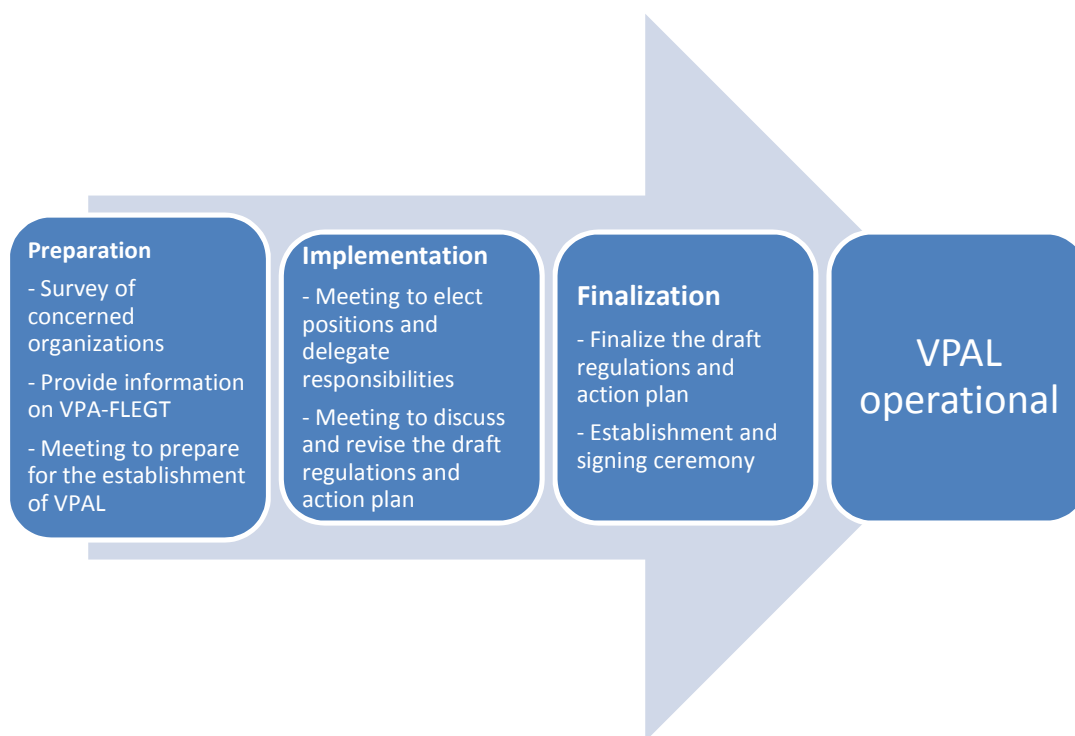 Preparation
- Survey of
concerned
organizations
- Provide information
on VPA-FLEGT
- Meeting to prepare
for the establishment
of VPAL
Implementation
- Meeting to elect
positions and
delegate
responsibilities
- Meeting to discuss
and revise the draft
regulations and
action plan
Finalization
- Finalize the draft
regulations and
action plan
- Establishment and
signing ceremony
VPAL
operational